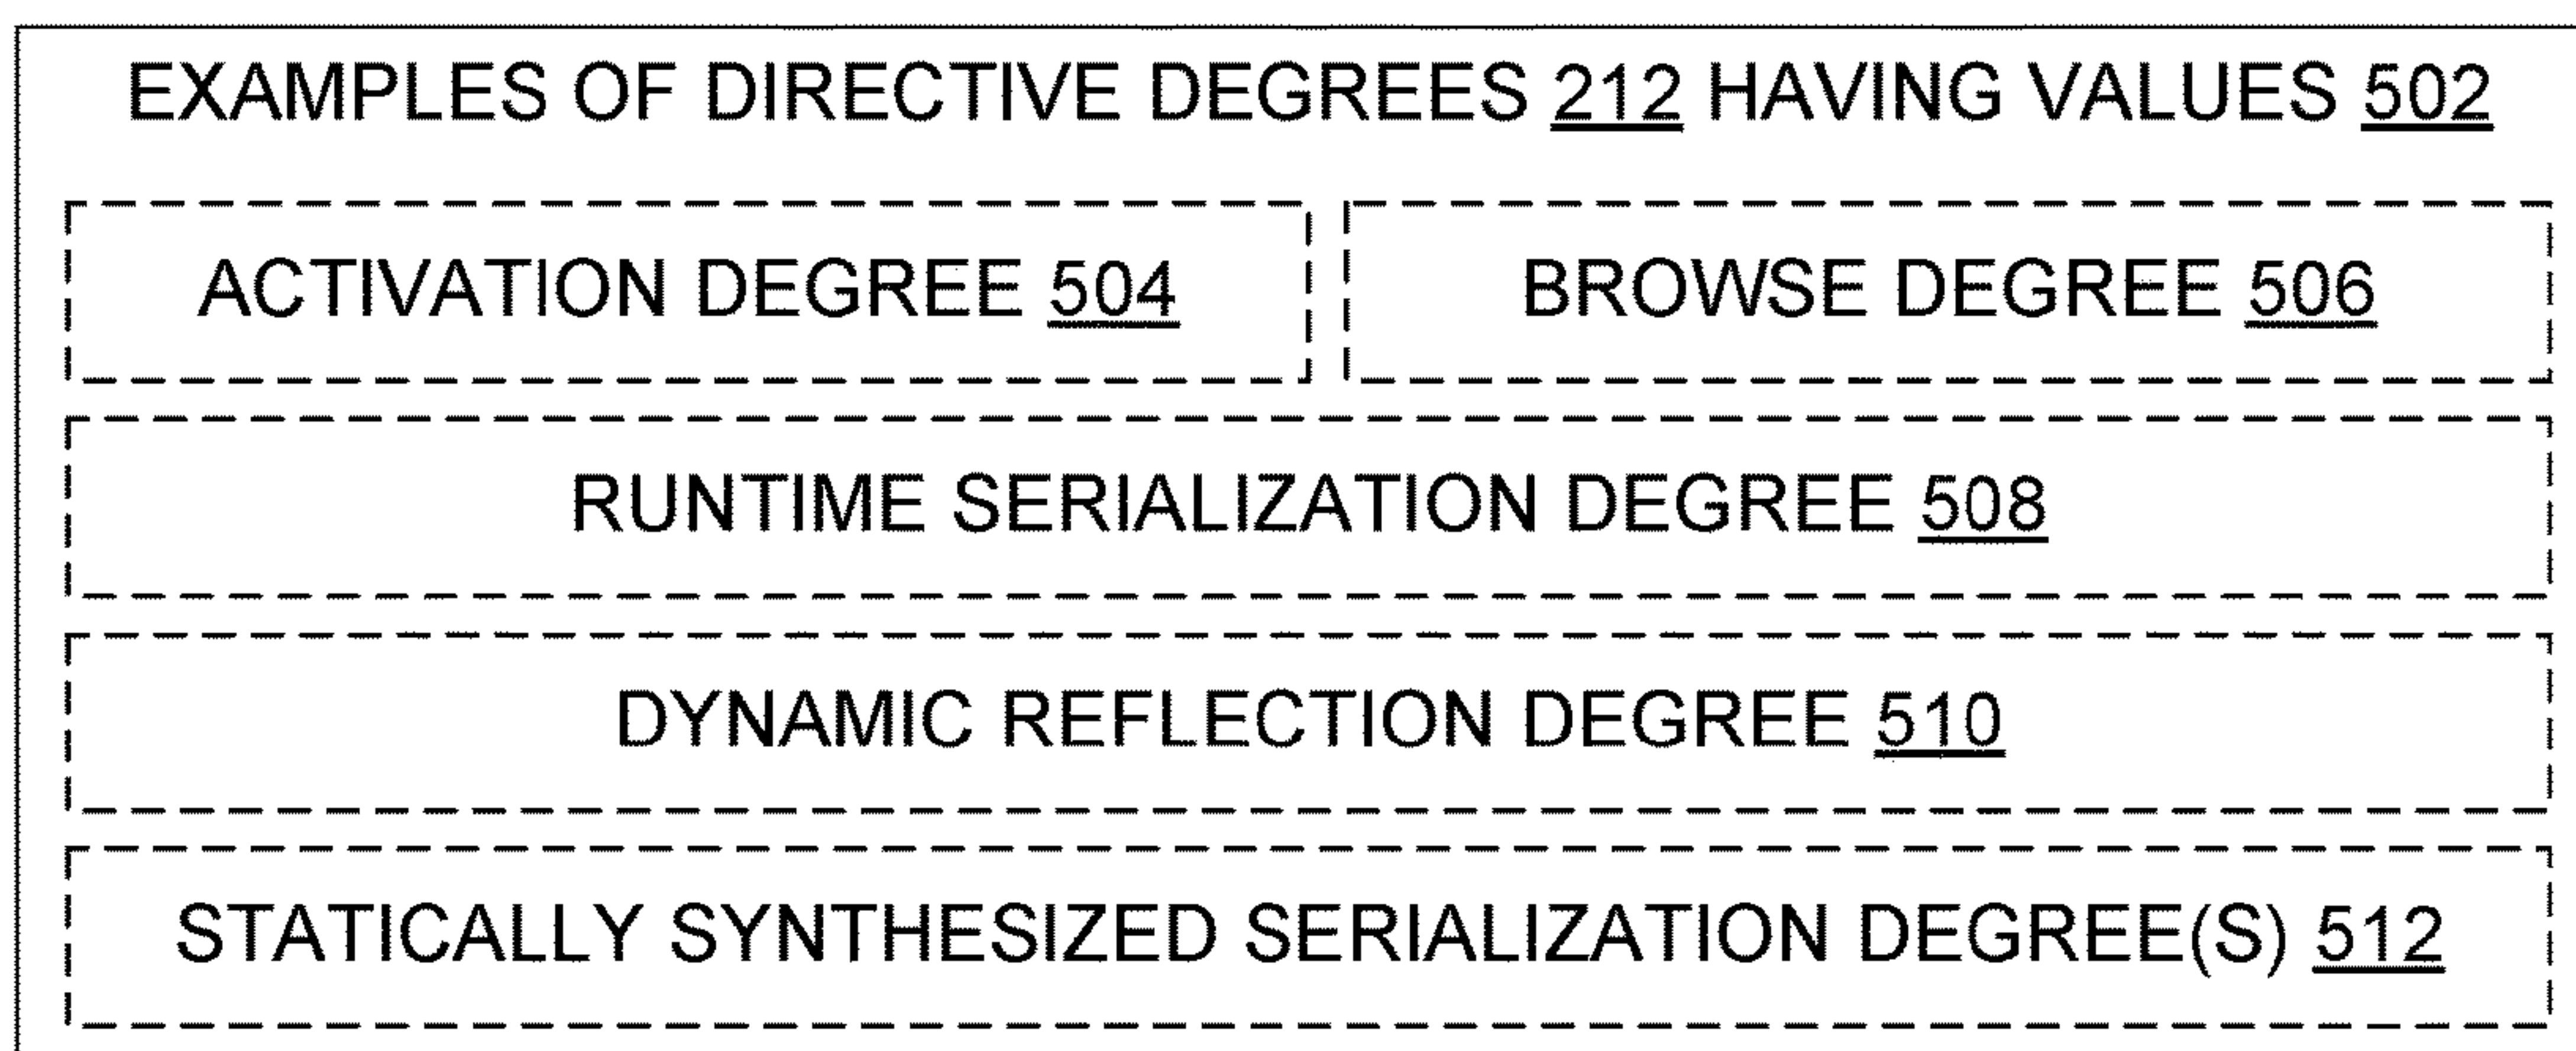 EXAMPLES OF DIRECTIVE DEGREES 212 HAVING VALUES 502
ACTIVATION DEGREE 504
BROWSE DEGREE 506
RUNTIME SERIALIZATION DEGREE 508
DYNAMIC REFLECTION DEGREE 510
STATICALLY SYNTHESIZED SERIALIZATION DEGREE(S) 512